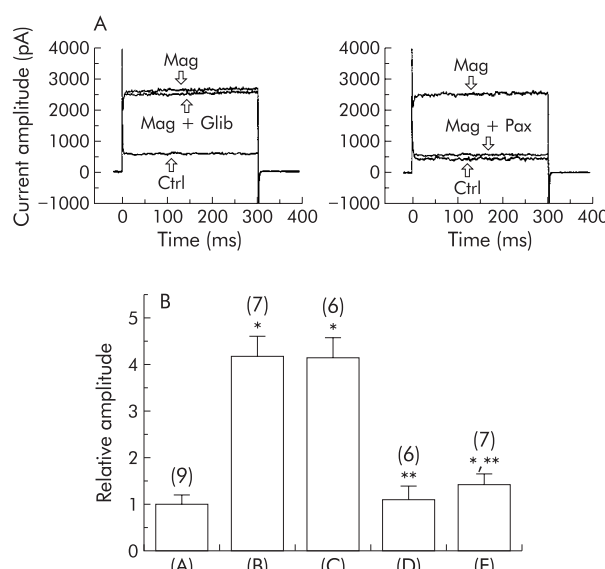 A
Current amplitude (pA)
4000
3000
2000
1000
0
−1000
Mag
Mag + Glib
Ctrl
0 100 200 300 400
Time (ms)
4000
3000
2000
1000
0
−1000
Mag
Mag + Pax
Ctrl
0 100 200 300 400
Time (ms)
B
Relative amplitude
5
4
3
2
1
0
(9)
(7)
*
(6)
*
(6)
**
(7)
*,**
(A) (B) (C) (D) (E)